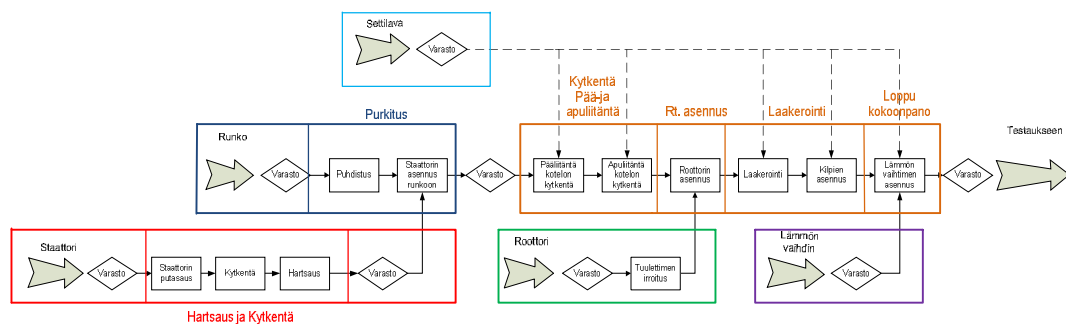 Settilava
Varasto
Kytkentä
Pää-ja
apuliitäntä
Rt. asennus
Laakerointi
Loppu
kokoonpano
Purkitus
Testaukseen
Runko
Varasto
Puhdistus
Staattorin
asennus
runkoon
Varasto
Pääliitäntä
kotelon
kytkentä
Apuliitäntä
kotelon
kytkentä
Roottorin
asennus
Laakerointi
Kilpien
asennus
Lämmön
vaihtimen
asennus
Varasto
Staattori
Varasto
Staattorin
putasaus
Kytkentä
Hartsaus
Varasto
Roottori
Varasto
Tuulettimen
irroitus
Lämmön
vaihdin
Varasto
Hartsaus ja Kytkentä